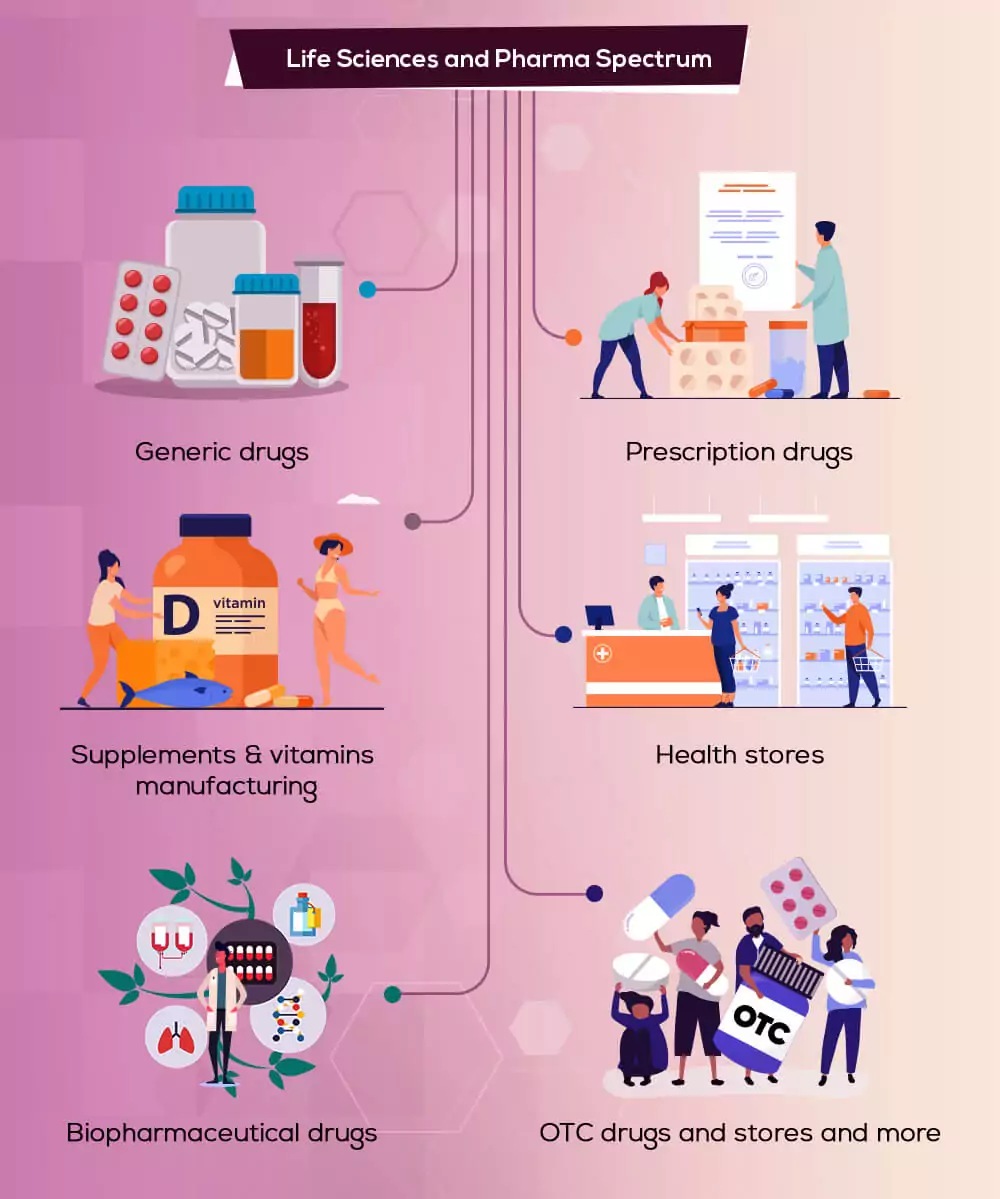 Life Sciences and Pharma Spectrum
Generic drugs
Prescription drugs
D
vitamin
Supplements & vitamins
manufacturing
Health stores
OTC
Biopharmaceutical drugs
OTC drugs and stores and more